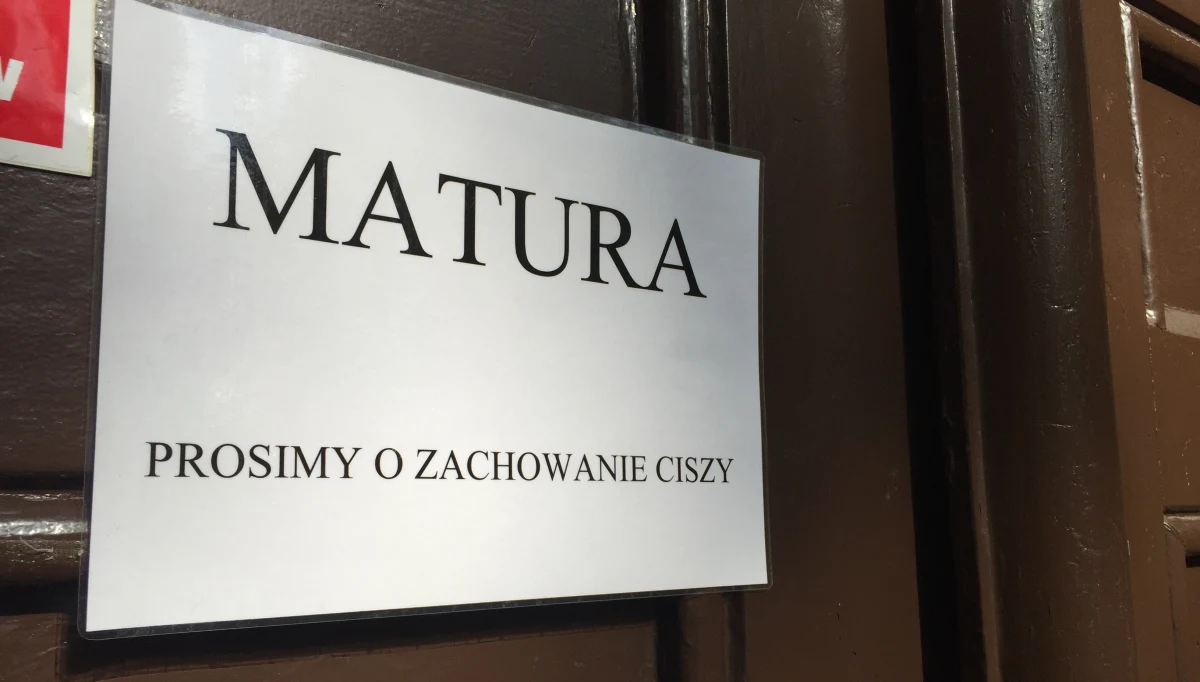 MATURA
PROSIMY O ZACHOWANIE CISZY